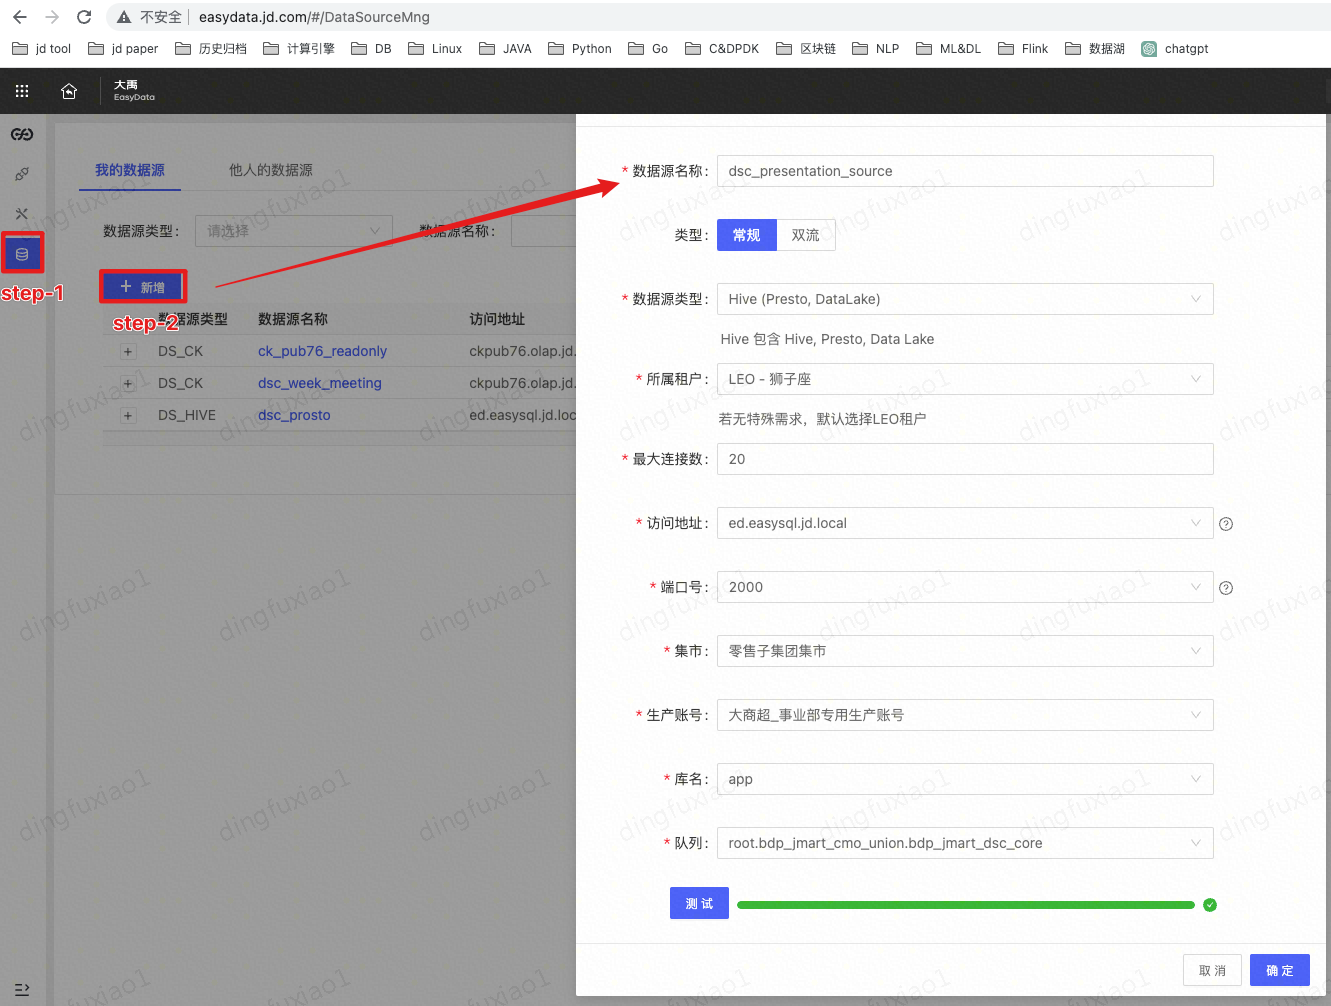 不安全 easydata.jd.com/#/DataSourceMng
jd tool jd paper 历史归档 计算引擎 DB Linux JAVA Python Go C&DPDK 区块链 NLP ML&DL Flink 数据湖 chatgpt
大禹
EasyData
我的数据源 他人的数据源
数据源类型: 请选择 数据源名称:
+ 新增
step-1
step-2
数据源类型 数据源名称 访问地址
+ DS_CK ck_pub76_readonly ckpub76.olap.jd.
+ DS_CK dsc_week_meeting ckpub76.olap.jd.
+ DS_HIVE dsc_prosto ed.easysql.jd.loc
* 数据源名称: dsc_presentation_source
类型: 常规 双流
* 数据源类型: Hive (Presto, DataLake)
Hive 包含 Hive, Presto, Data Lake
* 所属租户: LEO - 狮子座
若无特殊需求，默认选择LEO租户
* 最大连接数: 20
* 访问地址: ed.easysql.jd.local
* 端口号: 2000
* 集市: 零售子集团集市
* 生产账号: 大商超_事业部专用生产账号
* 库名: app
* 队列: root.bdp_jmart_cmo_union.bdp_jmart_dsc_core
测 试
取 消 确 定
dingfuxiao1